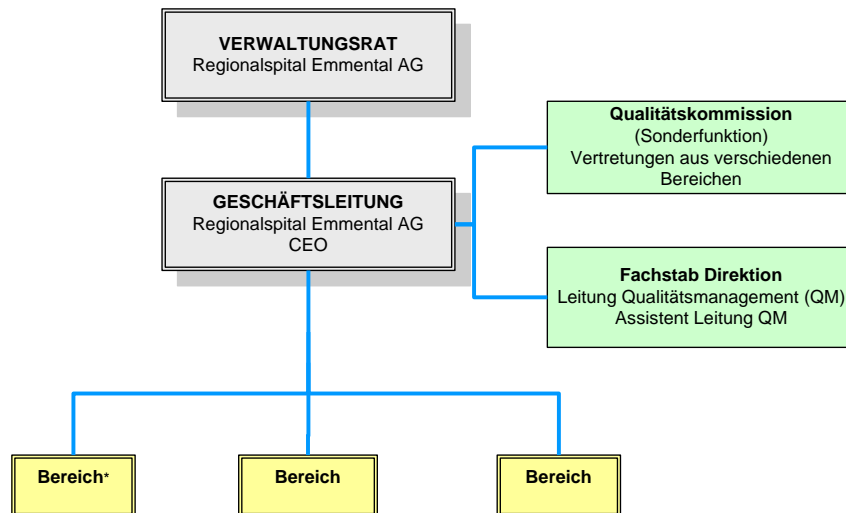 VERWALTUNGSRAT
Regionalspital Emmental AG
Qualitätskommission
(Sonderfunktion)
Vertretungen aus verschiedenen
Bereichen
GESCHÄFTSLEITUNG
Regionalspital Emmental AG
CEO
Fachstab Direktion
Leitung Qualitätsmanagement (QM)
Assistent Leitung QM
Bereich*
Bereich
Bereich